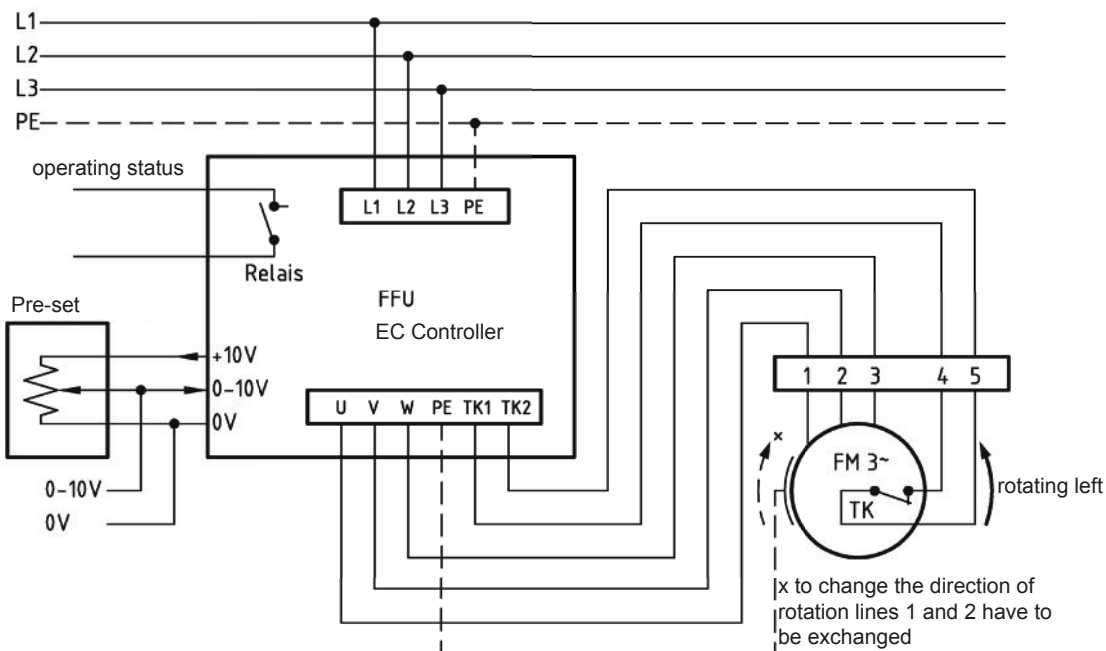 L1
L2
L3
PE
operating status
L1 L2 L3 PE
Relais
FFU
EC Controller
Pre-set
+10V
0-10V
0V
U V W PE TK1 TK2
0-10V
0V
1 2 3 4 5
x
FM 3~
TK
rotating left
x to change the direction of
rotation lines 1 and 2 have to
be exchanged